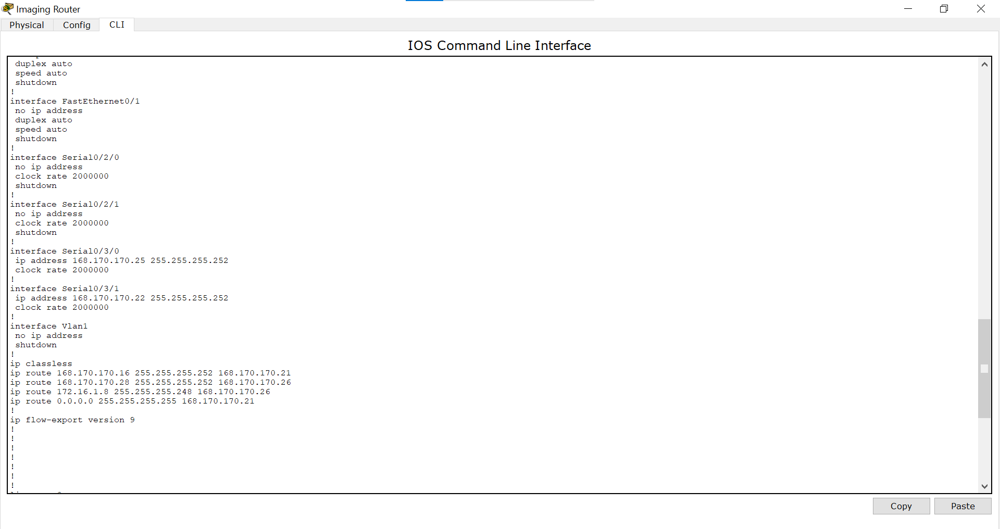 Imaging Router
Physical Config CLI
IOS Command Line Interface
duplex auto
speed auto
shutdown
!
interface FastEthernet0/1
no ip address
duplex auto
speed auto
shutdown
!
interface Serial0/2/0
no ip address
clock rate 2000000
shutdown
!
interface Serial0/2/1
no ip address
clock rate 2000000
shutdown
!
interface Serial0/3/0
ip address 168.170.170.25 255.255.255.252
clock rate 2000000
!
interface Serial0/3/1
ip address 168.170.170.22 255.255.255.252
clock rate 2000000
!
interface Vlan1
no ip address
shutdown
!
ip classless
ip route 168.170.170.16 255.255.255.252 168.170.170.21
ip route 168.170.170.28 255.255.255.252 168.170.170.26
ip route 172.16.1.8 255.255.255.248 168.170.170.26
ip route 0.0.0.0 255.255.255.255 168.170.170.21
!
ip flow-export version 9
!
!
!
!
!
!
!
Copy Paste